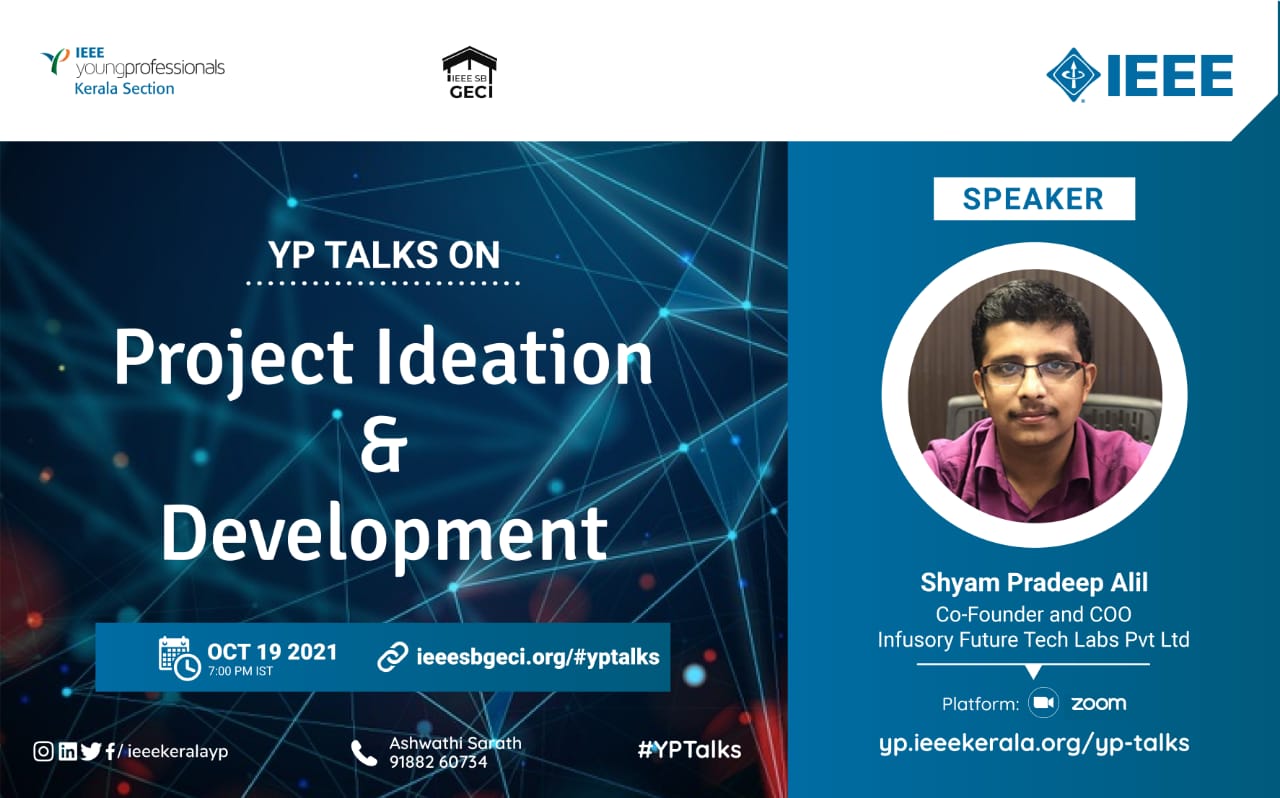 IEEE
youngprofessionals
Kerala Section
IEEE SB
GECI
IEEE
YP TALKS ON
Project Ideation
&
Development
OCT 19 2021
7:00 PM IST
ieeesbgeci.org/#yptalks
/ieeekeralayp
Ashwathi Sarath
91882 60734
#YPTalks
SPEAKER
Shyam Pradeep Alil
Co-Founder and COO
Infusory Future Tech Labs Pvt Ltd
Platform: zoom
yp.ieeekerala.org/yp-talks